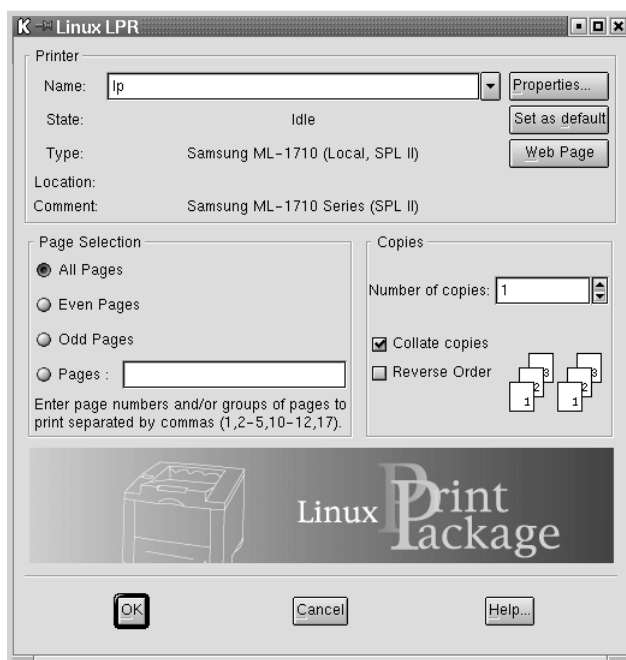 K Linux LPR
Printer
Name: lp Properties...
State: Idle Set as default
Type: Samsung ML-1710 (Local, SPL II) Web Page
Location:
Comment: Samsung ML-1710 Series (SPL II)
Page Selection
All Pages
Even Pages
Odd Pages
Pages :
Enter page numbers and/or groups of pages to
print separated by commas (1,2-5,10-12,17).
Copies
Number of copies: 1
Collate copies
Reverse Order
1 2 3 1 2 3
Linux Print
Package
OK Cancel Help...